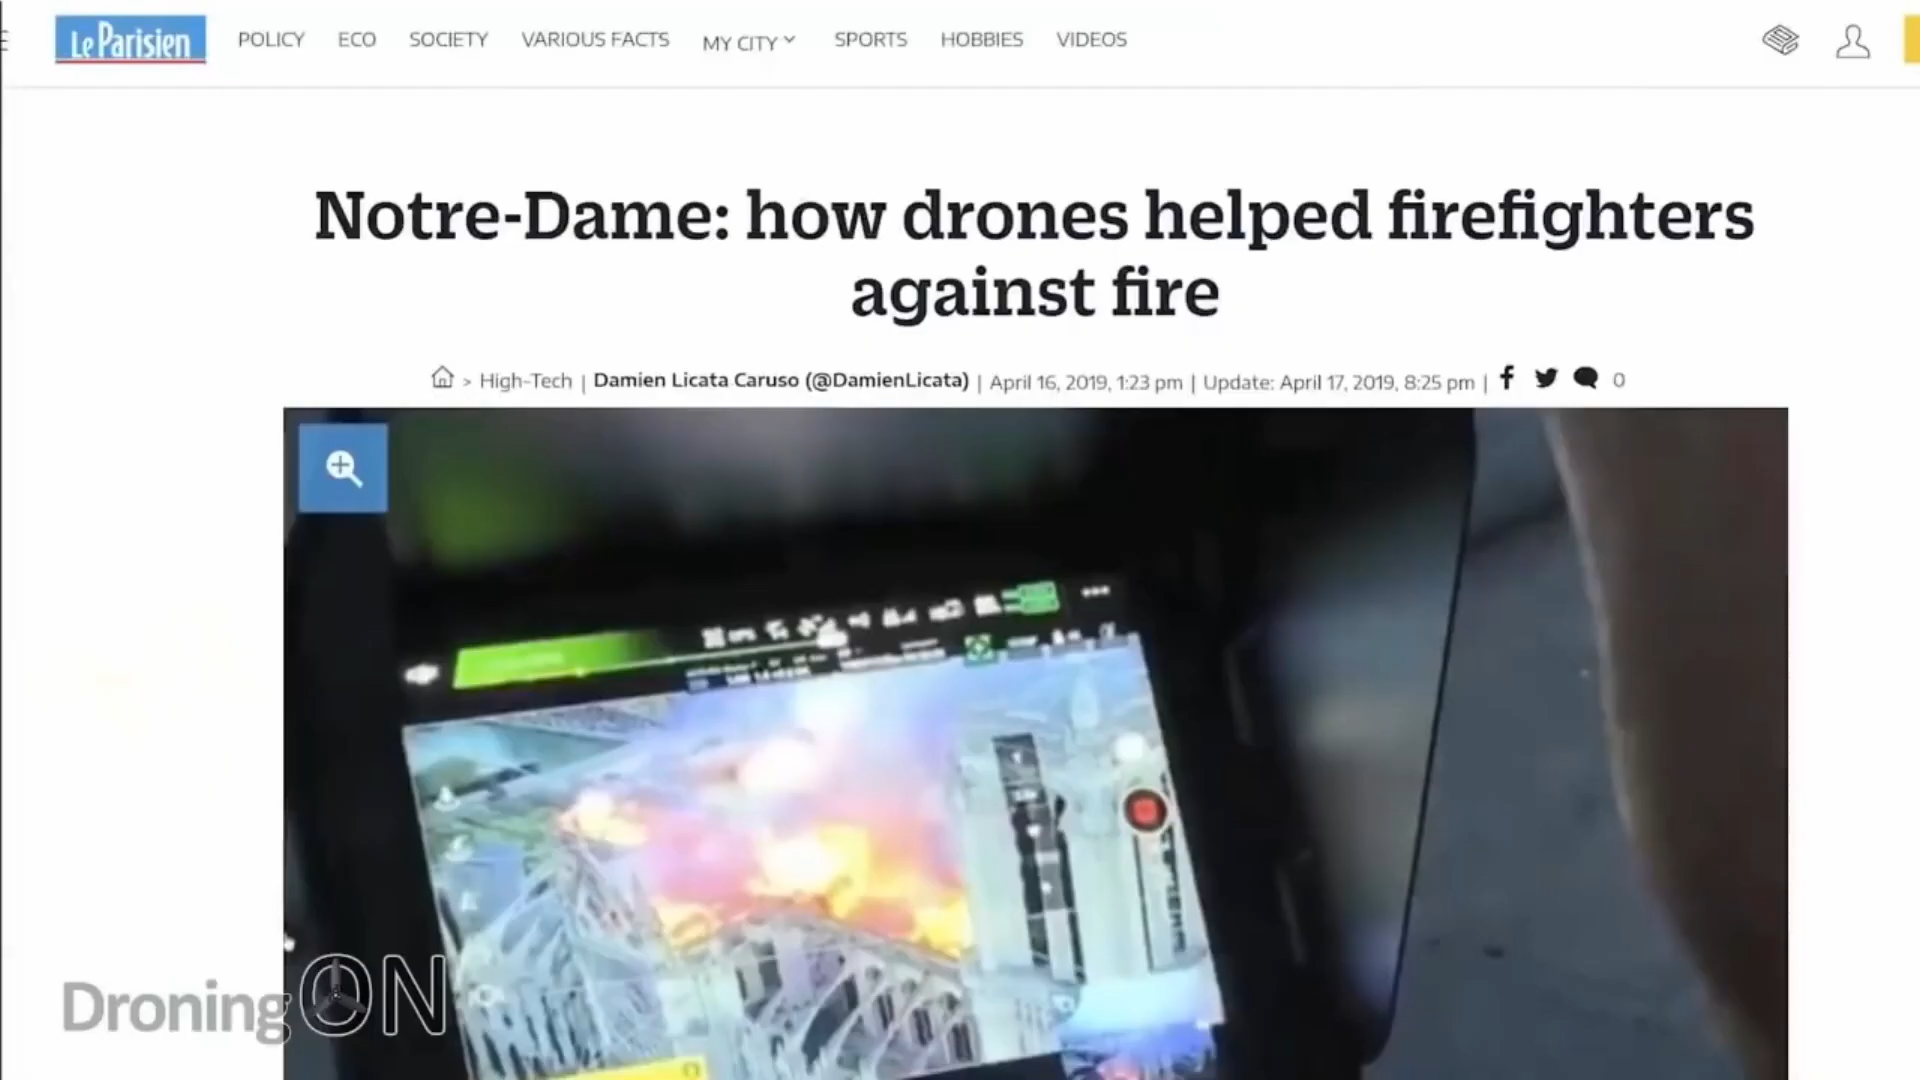 Le Parisien
POLICY ECO SOCIETY VARIOUS FACTS MY CITY SPORTS HOBBIES VIDEOS
Notre-Dame: how drones helped firefighters
against fire
> High-Tech | Damien Licata Caruso (@DamienLicata) | April 16, 2019, 1:23 pm | Update: April 17, 2019, 8:25 pm | 0
DroningON